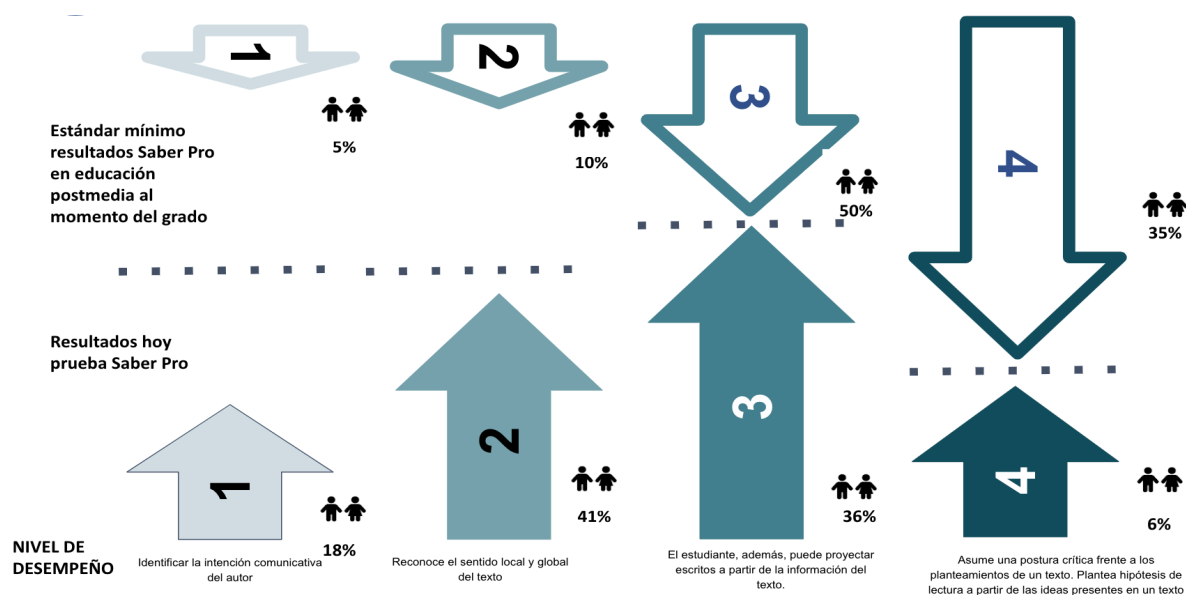 1
2
3
4
5%
10%
50%
35%
Estándar mínimo
resultados Saber Pro
en educación
postmedia al
momento del grado
Resultados hoy
prueba Saber Pro
1
2
3
4
18%
41%
36%
6%
NIVEL DE
DESEMPEÑO
Identificar la intención comunicativa
del autor
Reconoce el sentido local y global
del texto
El estudiante, además, puede proyectar
escritos a partir de la información del
texto.
Asume una postura crítica frente a los
planteamientos de un texto. Plantea hipótesis de
lectura a partir de las ideas presentes en un texto